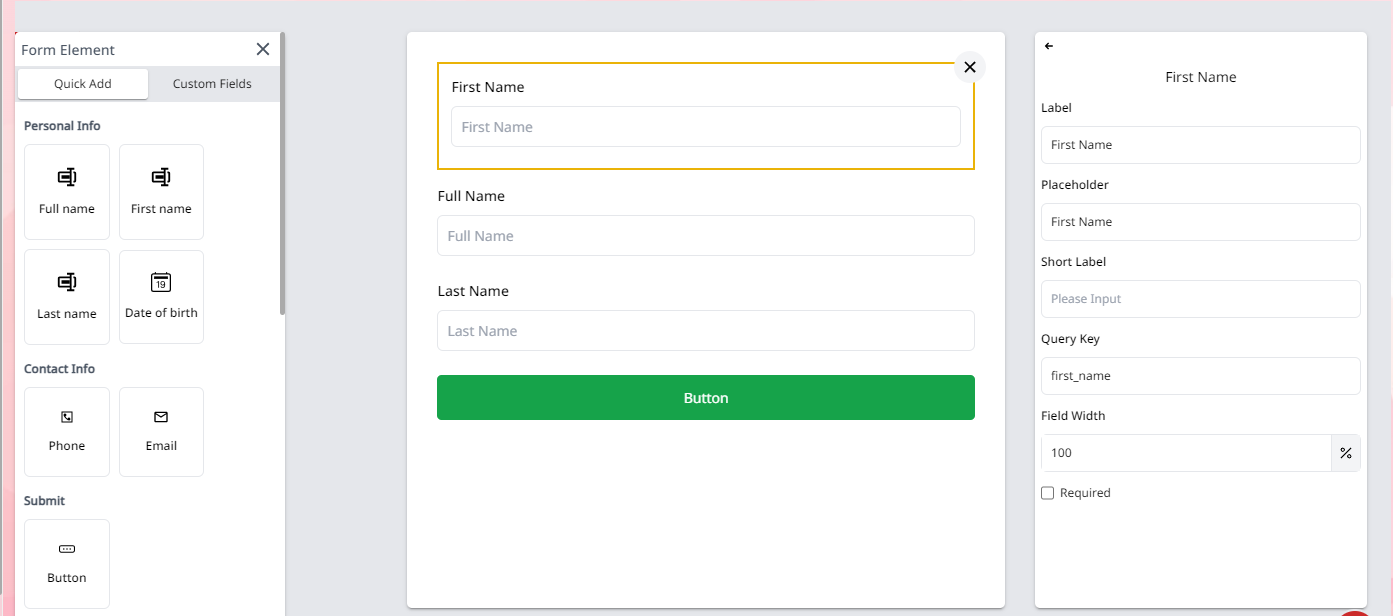 Form Element
Quick Add
Custom Fields
Personal Info
Full name
First name
Last name
19
Date of birth
Contact Info
Phone
Email
Submit
Button
First Name
First Name
Full Name
Full Name
Last Name
Last Name
Button
First Name
Label
First Name
Placeholder
First Name
Short Label
Please Input
Query Key
first_name
Field Width
100 %
Required